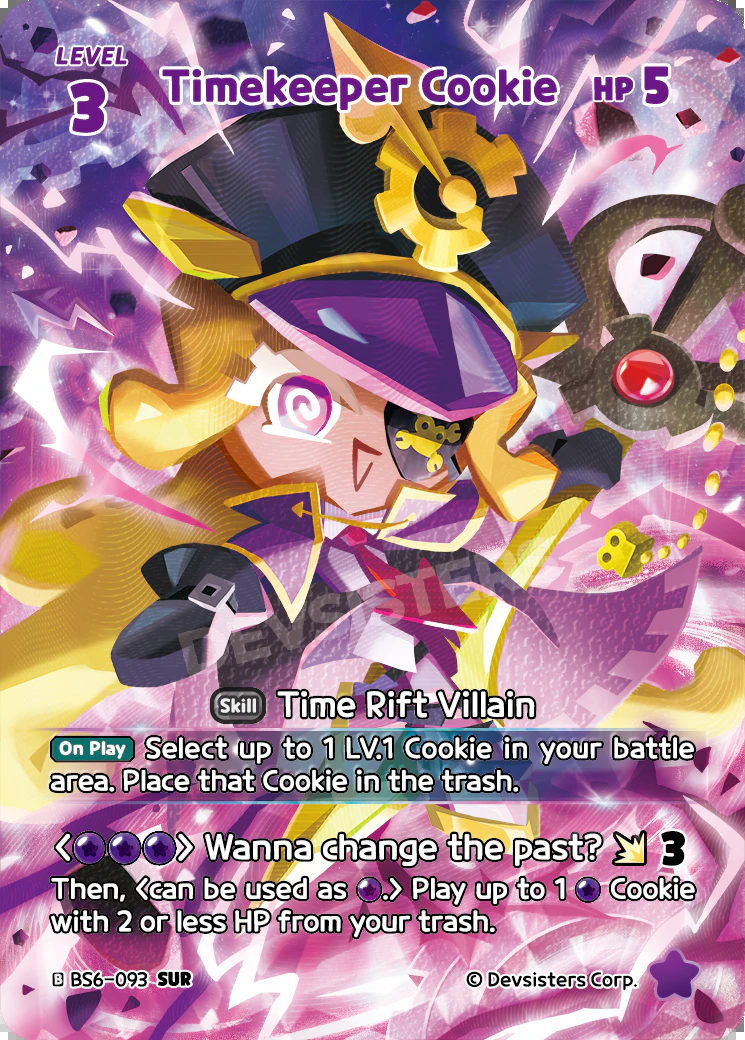 LEVEL
3
Timekeeper Cookie HP 5
DEVSISTERS
Skill Time Rift Villain
On Play Select up to 1 LV.1 Cookie in your battle
area. Place that Cookie in the trash.
< > Wanna change the past? 3
Then, <can be used as .> Play up to 1 Cookie
with 2 or less HP from your trash.
B BS6-093 SUR
© Devsisters Corp.